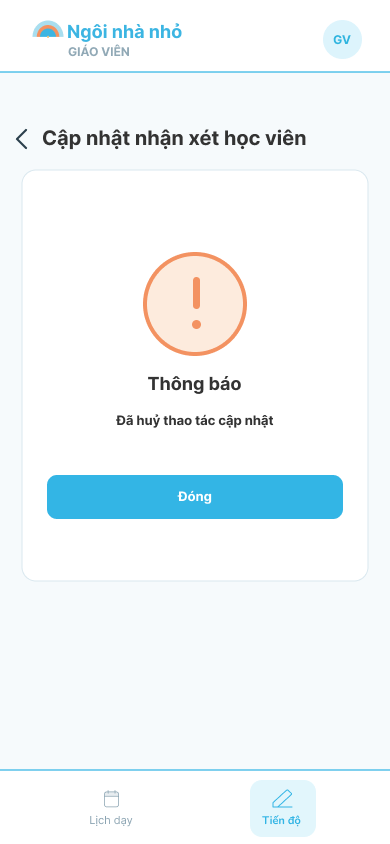 Ngôi nhà nhỏ
GIÁO VIÊN
GV
Cập nhật nhận xét học viên
Thông báo
Đã huỷ thao tác cập nhật
Đóng
Lịch dạy
Tiến độ